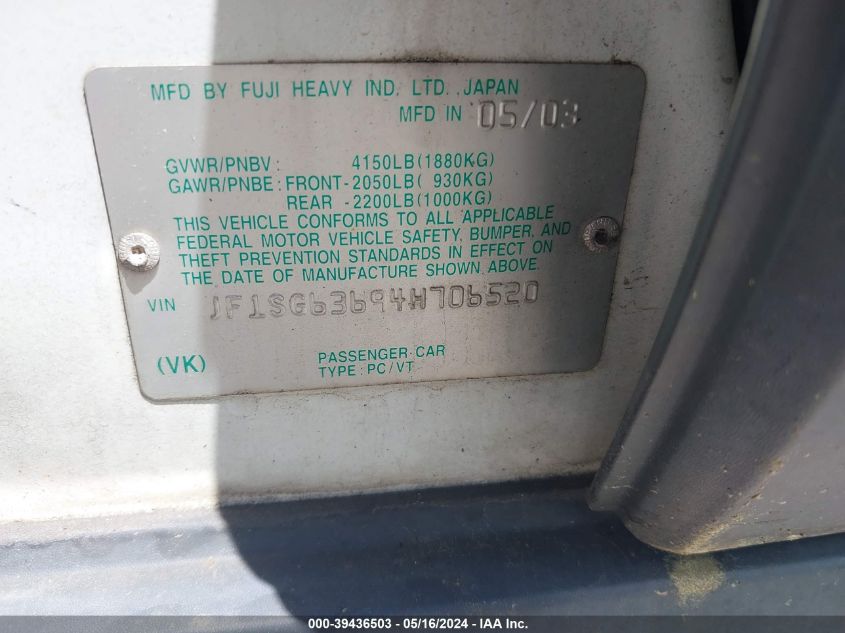 MFD BY FUJI HEAVY IND. LTD. JAPAN
MFD IN 05/03
GVWR/PNBV: 4150LB(1880KG)
GAWR/PNBE: FRONT-2050LB( 930KG)
REAR -2200LB(1000KG)
THIS VEHICLE CONFORMS TO ALL APPLICABLE
FEDERAL MOTOR VEHICLE SAFETY, BUMPER, AND
THEFT PREVENTION STANDARDS IN EFFECT ON
THE DATE OF MANUFACTURE SHOWN ABOVE.
VIN JF1SG63694H706520
(VK) PASSENGER CAR
TYPE: PC/VT
000-39436503 - 05/16/2024 - IAA Inc.